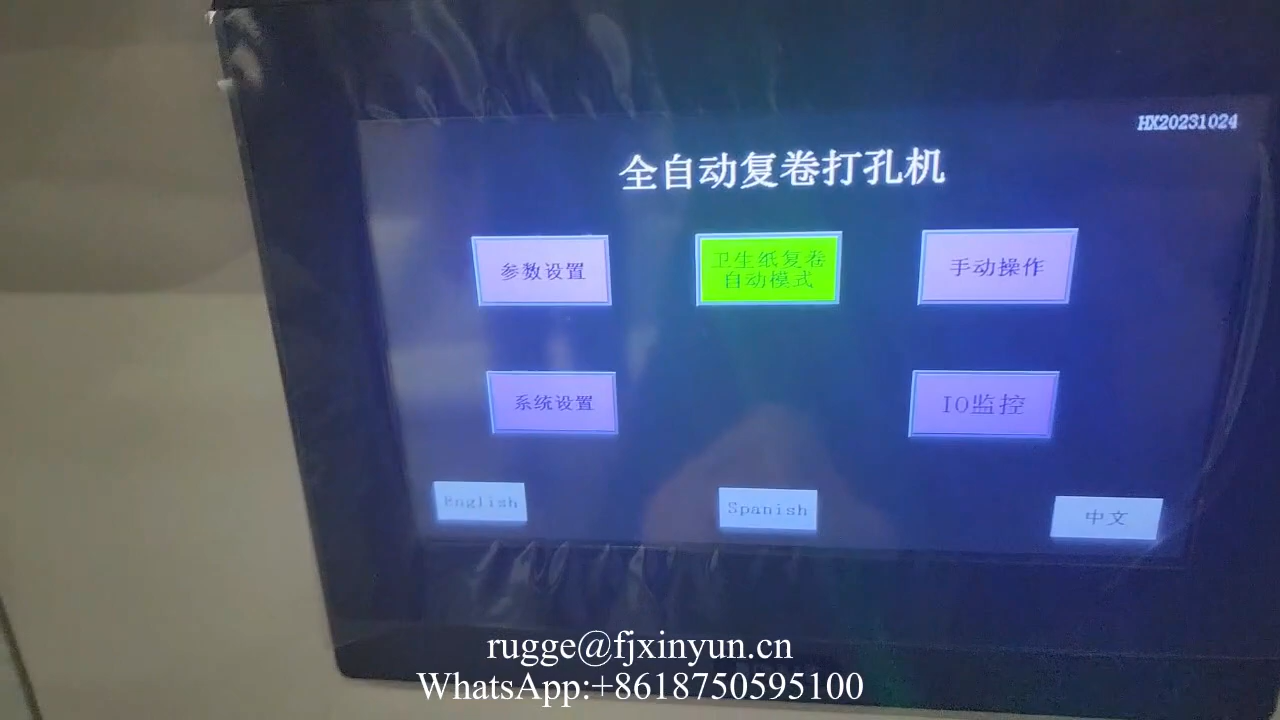 HX20231024
全自动复卷打孔机
参数设置
卫生纸复卷
自动模式
手动操作
系统设置
IO监控
English
Spanish
中文
rugge@fjxinyun.cn
WhatsApp:+8618750595100